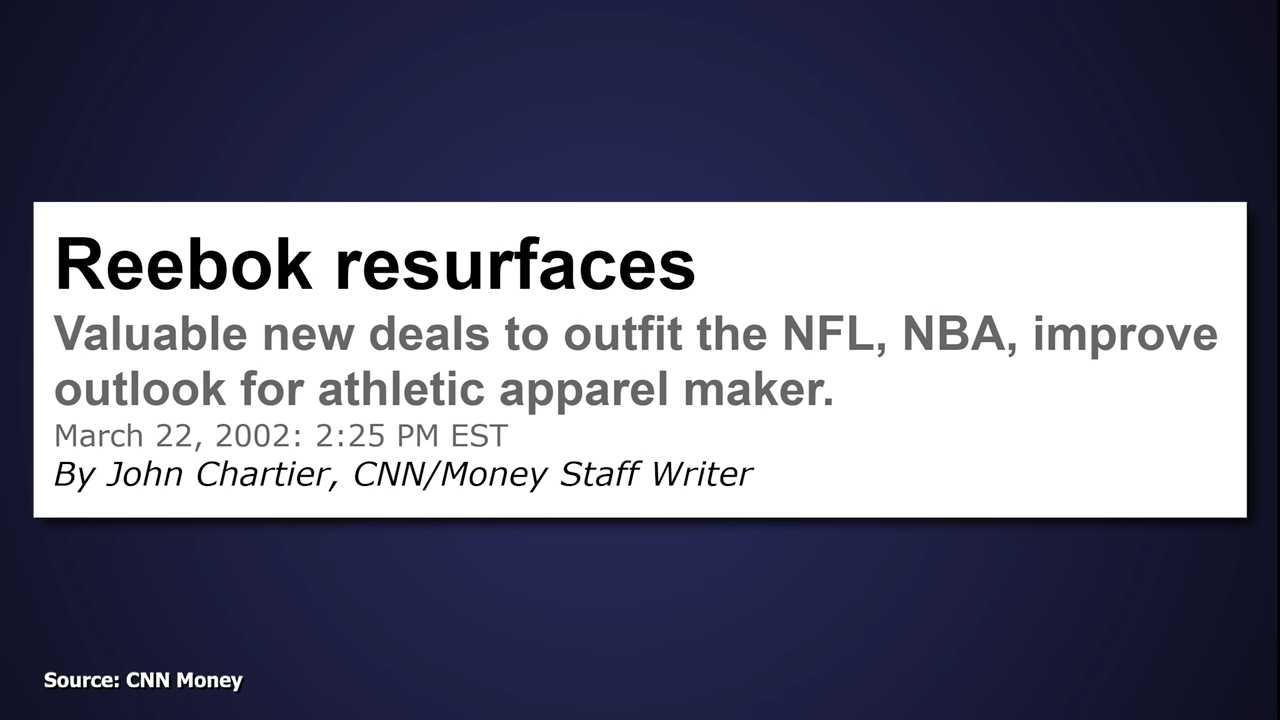 Reebok resurfaces
Valuable new deals to outfit the NFL, NBA, improve
outlook for athletic apparel maker.
March 22, 2002: 2:25 PM EST
By John Chartier, CNN/Money Staff Writer
Source: CNN Money